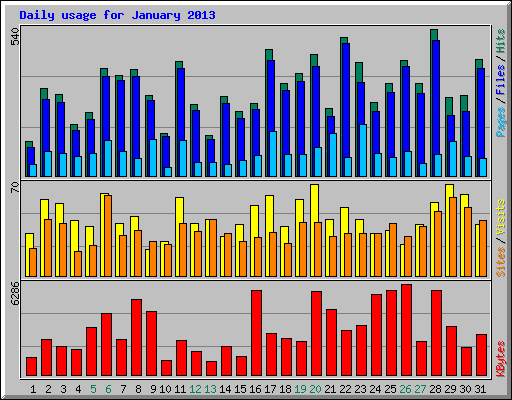 Daily usage for January 2013
540
Pages / Files / Hits
70
Sites / Visits
6286
KBytes
1 2 3 4 5 6 7 8 9 10 11 12 13 14 15 16 17 18 19 20 21 22 23 24 25 26 27 28 29 30 31